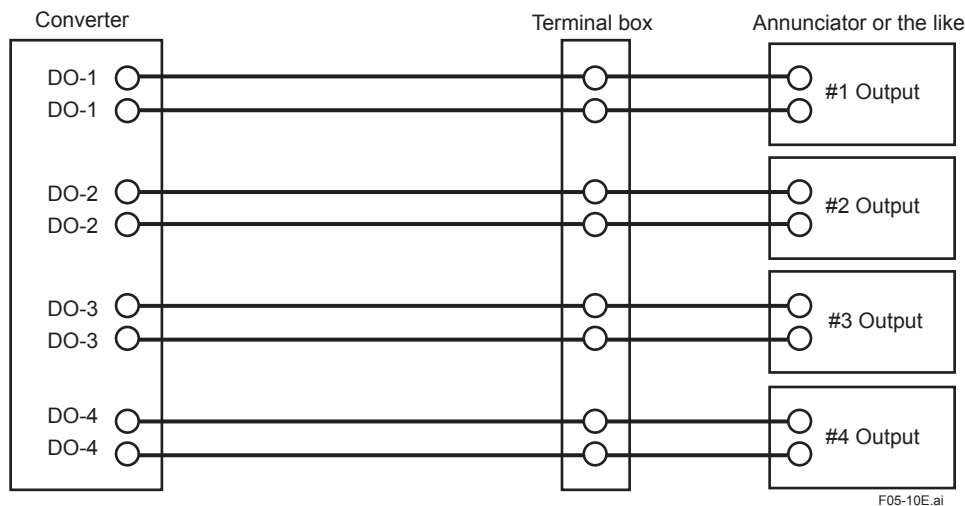 Converter
Terminal box
Annunciator or the like
DO-1
DO-1
#1 Output
DO-2
DO-2
#2 Output
DO-3
DO-3
#3 Output
DO-4
DO-4
#4 Output
F05-10E.ai